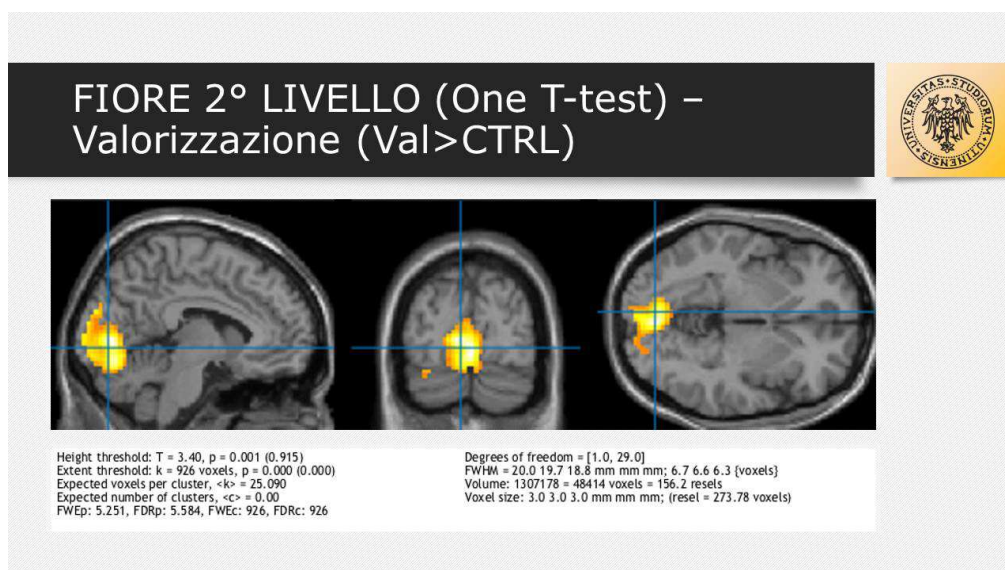 FIORE 2° LIVELLO (One T-test) –
Valorizzazione (Val>CTRL)
UNIVERSITAS·STUDIORUM UTINENSIS
Height threshold: T = 3.40, p = 0.001 (0.915)
Extent threshold: k = 926 voxels, p = 0.000 (0.000)
Expected voxels per cluster, <k> = 25.090
Expected number of clusters, <c> = 0.00
FWEp: 5.251, FDRp: 5.584, FWEc: 926, FDRc: 926
Degrees of freedom = [1.0, 29.0]
FWHM = 20.0 19.7 18.8 mm mm mm; 6.7 6.6 6.3 {voxels}
Volume: 1307178 = 48414 voxels = 156.2 resels
Voxel size: 3.0 3.0 3.0 mm mm mm; (resel = 273.78 voxels)